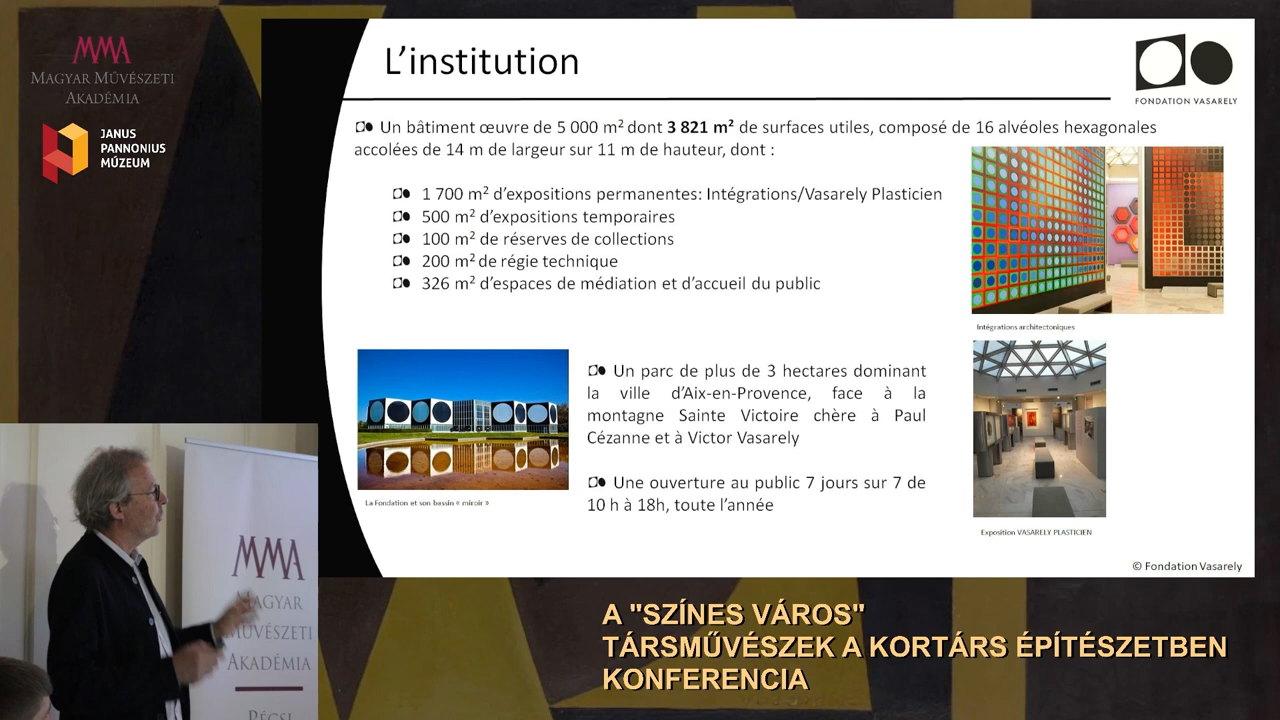 MMA
MAGYAR MŰVÉSZETI
AKADÉMIA
JANUS
PANNONIUS
MÚZEUM
L’institution
FONDATION VASARELY
Un bâtiment œuvre de 5 000 m² dont 3 821 m² de surfaces utiles, composé de 16 alvéoles hexagonales
accolées de 14 m de largeur sur 11 m de hauteur, dont :
1 700 m² d’expositions permanentes: Intégrations/Vasarely Plasticien
500 m² d’expositions temporaires
100 m² de réserves de collections
200 m² de régie technique
326 m² d’espaces de médiation et d’accueil du public
Intégrations architectoniques
La Fondation et son bassin « miroir »
Un parc de plus de 3 hectares dominant
la ville d’Aix-en-Provence, face à la
montagne Sainte Victoire chère à Paul
Cézanne et à Victor Vasarely
Une ouverture au public 7 jours sur 7 de
10 h à 18h, toute l’année
Exposition VASARELY PLASTICIEN
© Fondation Vasarely
MMA
MAGYAR
MŰVÉSZETI
AKADÉMIA
PÉCSI
A "SZÍNES VÁROS"
TÁRSMŰVÉSZEK A KORTÁRS ÉPÍTÉSZETBEN
KONFERENCIA